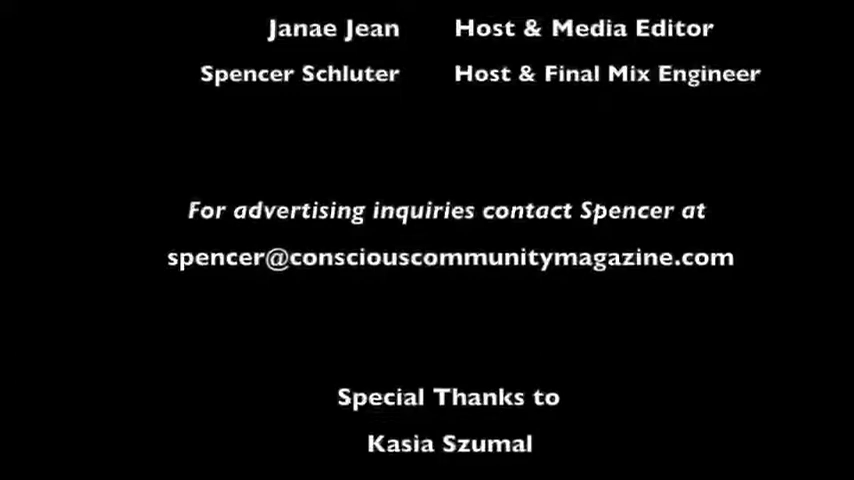 Janae Jean Host & Media Editor
Spencer Schluter Host & Final Mix Engineer
For advertising inquiries contact Spencer at
spencer@consciouscommunitymagazine.com
Special Thanks to
Kasia Szumal